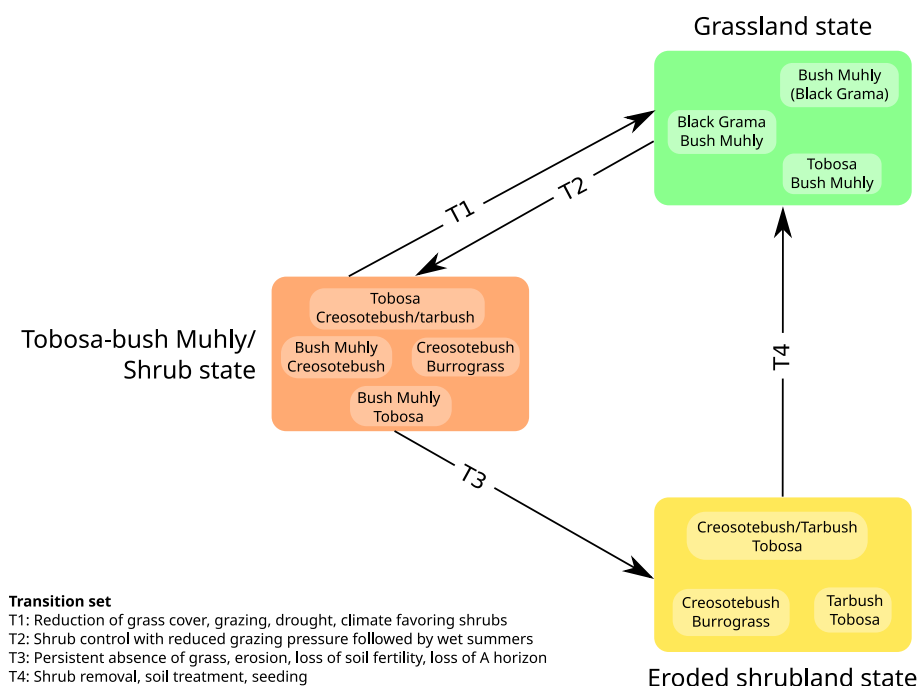 Grassland state
Bush Muhly
(Black Grama)
Black Grama
Bush Muhly
Tobosa
Bush Muhly
T1
T2
Tobosa-bush Muhly/
Shrub state
Tobosa
Creosotebush/tarbush
Bush Muhly
Creosotebush
Creosotebush
Burrograss
Bush Muhly
Tobosa
T3
T4
Creosotebush/Tarbush
Tobosa
Creosotebush
Burrograss
Tarbush
Tobosa
Eroded shrubland state
Transition set
T1: Reduction of grass cover, grazing, drought, climate favoring shrubs
T2: Shrub control with reduced grazing pressure followed by wet summers
T3: Persistent absence of grass, erosion, loss of soil fertility, loss of A horizon
T4: Shrub removal, soil treatment, seeding